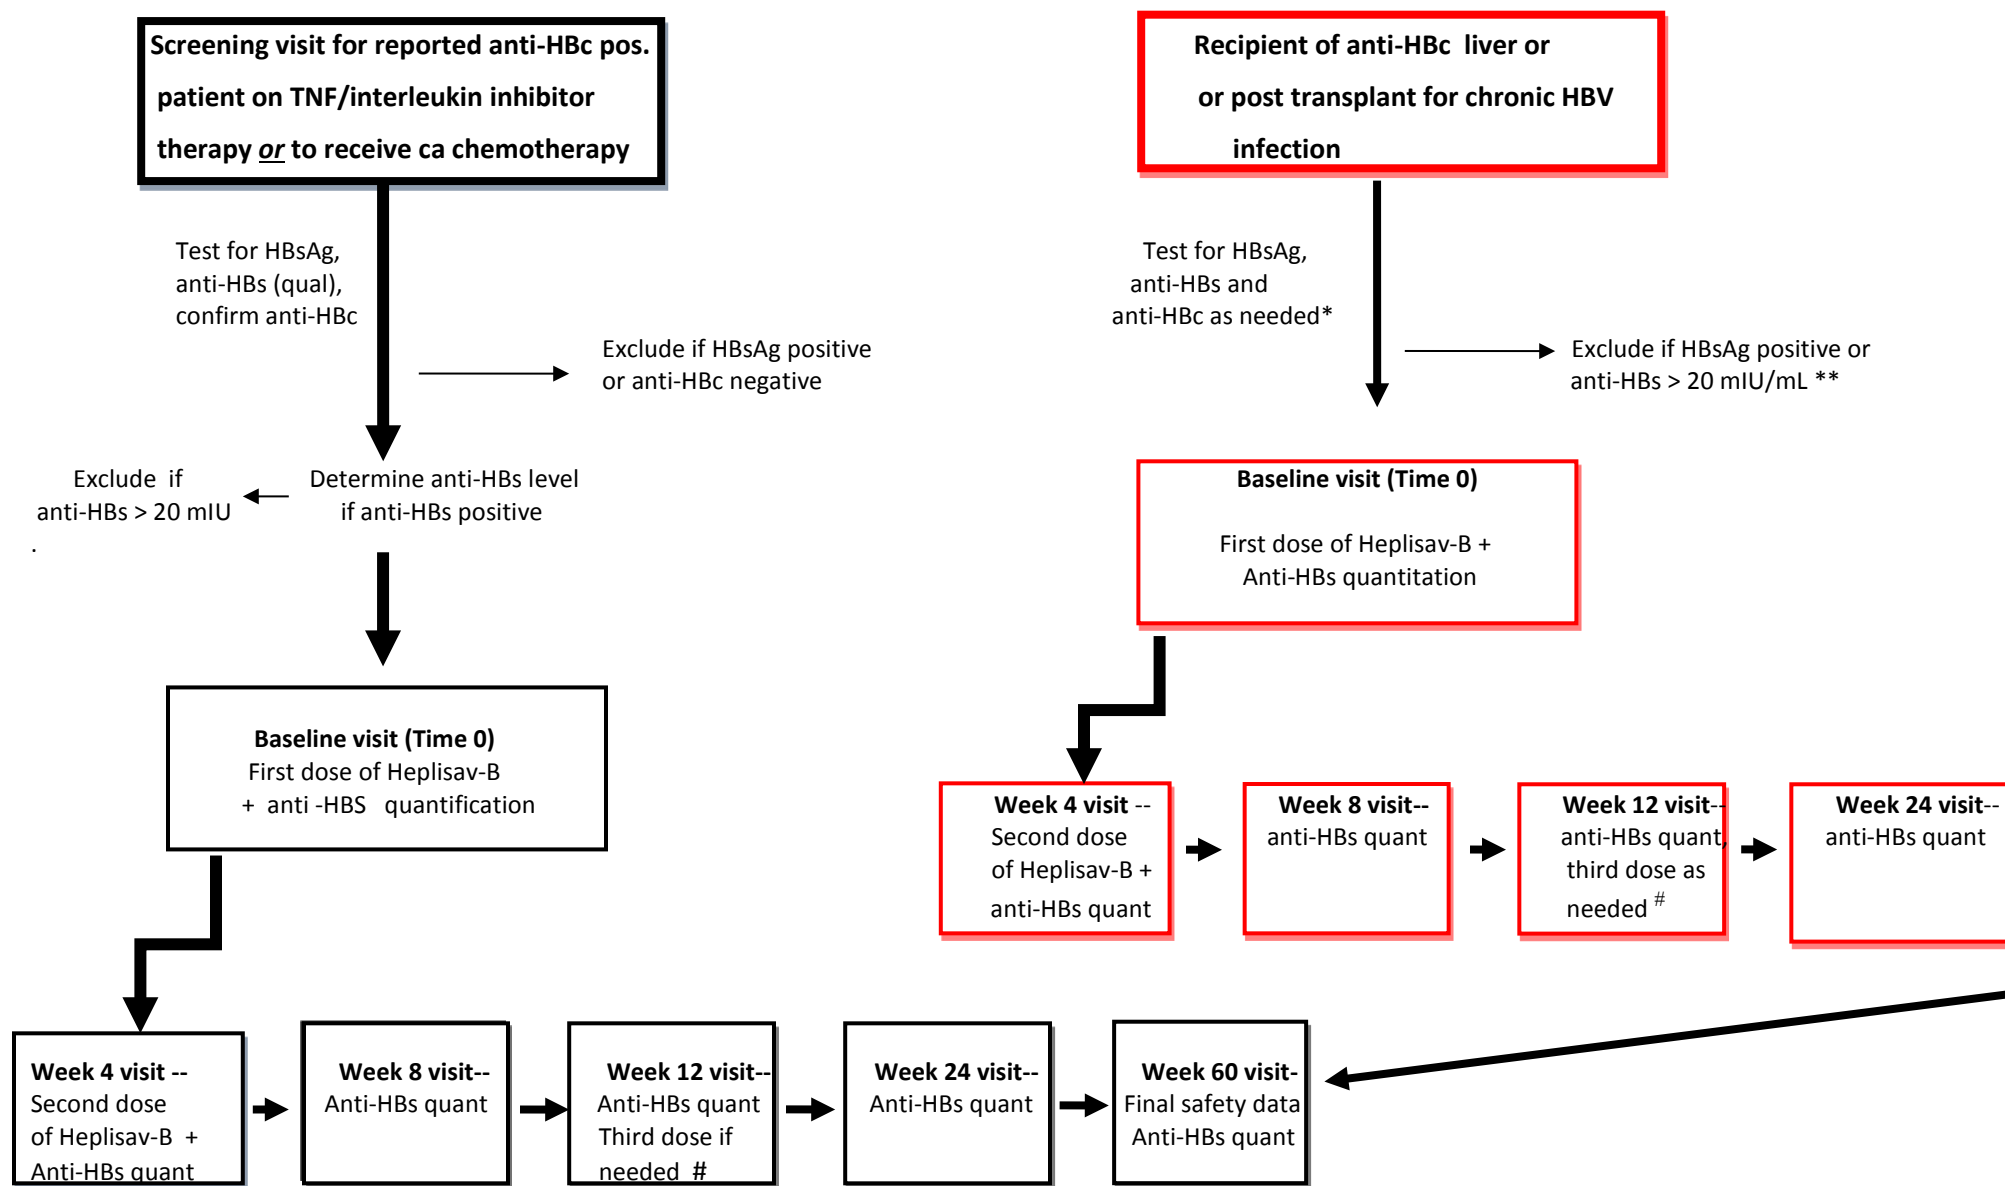 Screening visit for reported anti-HBc pos.
patient on TNF/interleukin inhibitor
therapy or to receive ca chemotherapy
Test for HBsAg,
anti-HBs (qual),
confirm anti-HBc
Exclude if HBsAg positive
or anti-HBc negative
Exclude if
anti-HBs > 20 mIU
.
Determine anti-HBs level
if anti-HBs positive
Baseline visit (Time 0)
First dose of Heplisav-B
+ anti -HBS quantification
Week 4 visit --
Second dose
of Heplisav-B +
Anti-HBs quant
Week 8 visit--
Anti-HBs quant
Week 12 visit--
Anti-HBs quant
Third dose if
needed #
Week 24 visit--
Anti-HBs quant
Week 60 visit-
Final safety data
Anti-HBs quant
Recipient of anti-HBc liver or
or post transplant for chronic HBV
infection
Test for HBsAg,
anti-HBs and
anti-HBc as needed*
Exclude if HBsAg positive or
anti-HBs > 20 mIU/mL **
Baseline visit (Time 0)
First dose of Heplisav-B +
Anti-HBs quantitation
Week 4 visit --
Second dose
of Heplisav-B +
anti-HBs quant
Week 8 visit--
anti-HBs quant
Week 12 visit--
anti-HBs quant,
third dose as
needed #
Week 24 visit--
anti-HBs quant